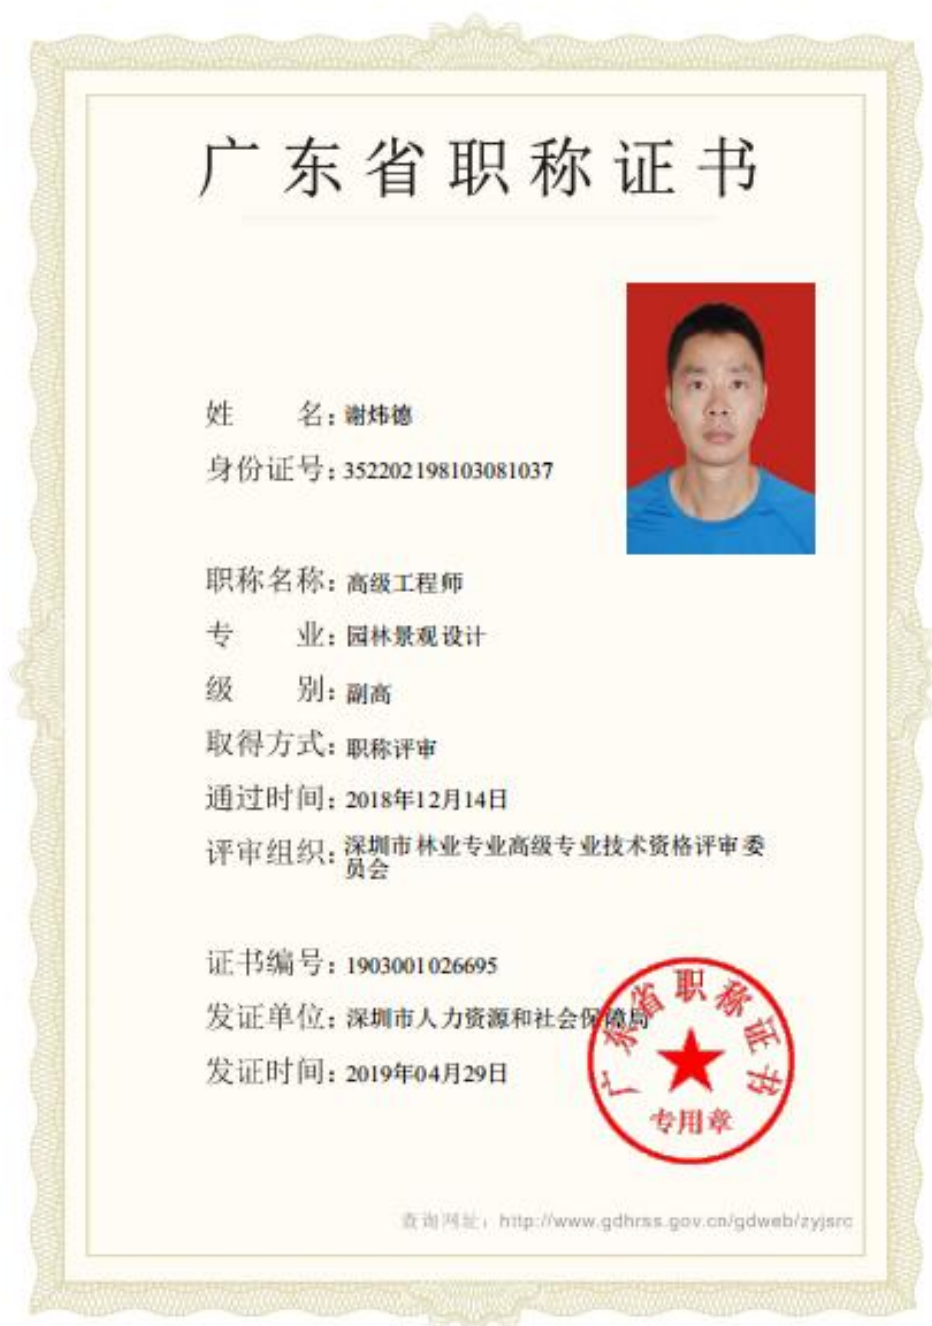 广东省职称证书
姓 名：谢炜德
身份证号：352202198103081037
职称名称：高级工程师
专 业：园林景观设计
级 别：副高
取得方式：职称评审
通过时间：2018年12月14日
评审组织：深圳市林业专业高级专业技术资格评审委
员会
证书编号：1903001026695
发证单位：深圳市人力资源和社会保障局
发证时间：2019年04月29日
广东省职称证书
专用章
查询网址：http://www.gdhrss.gov.cn/gdweb/zyjsrc